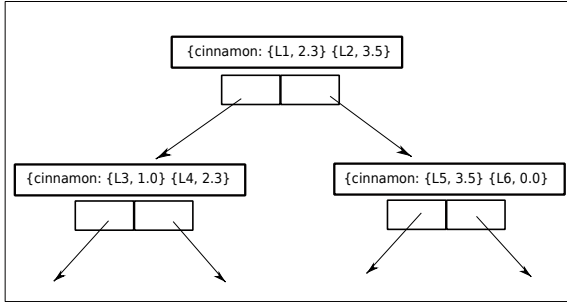 {cinnamon: {L1, 2.3} {L2, 3.5}
{cinnamon: {L3, 1.0} {L4, 2.3}
{cinnamon: {L5, 3.5} {L6, 0.0}